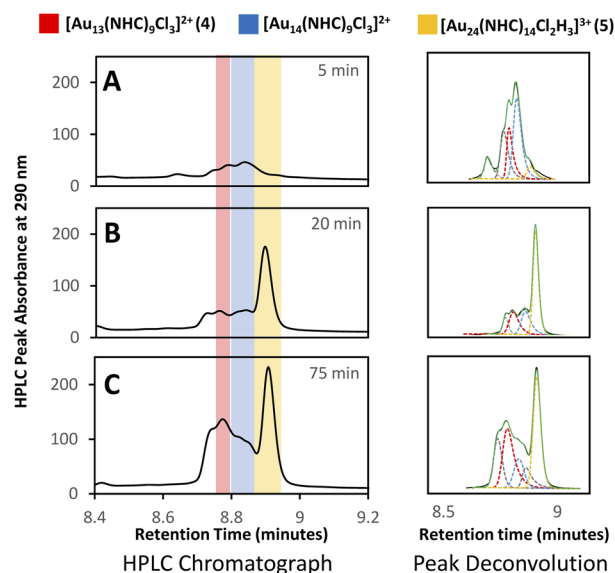 [Au13(NHC)9Cl3]2+ (4)
[Au14(NHC)9Cl3]2+
[Au24(NHC)14Cl2H3]3+ (5)
HPLC Peak Absorbance at 290 nm
A
5 min
200
100
0
B
20 min
200
100
0
C
75 min
200
100
0
8.4 8.6 8.8 9 9.2
Retention Time (minutes)
HPLC Chromatograph
8.5 9
Retention time (minutes)
Peak Deconvolution